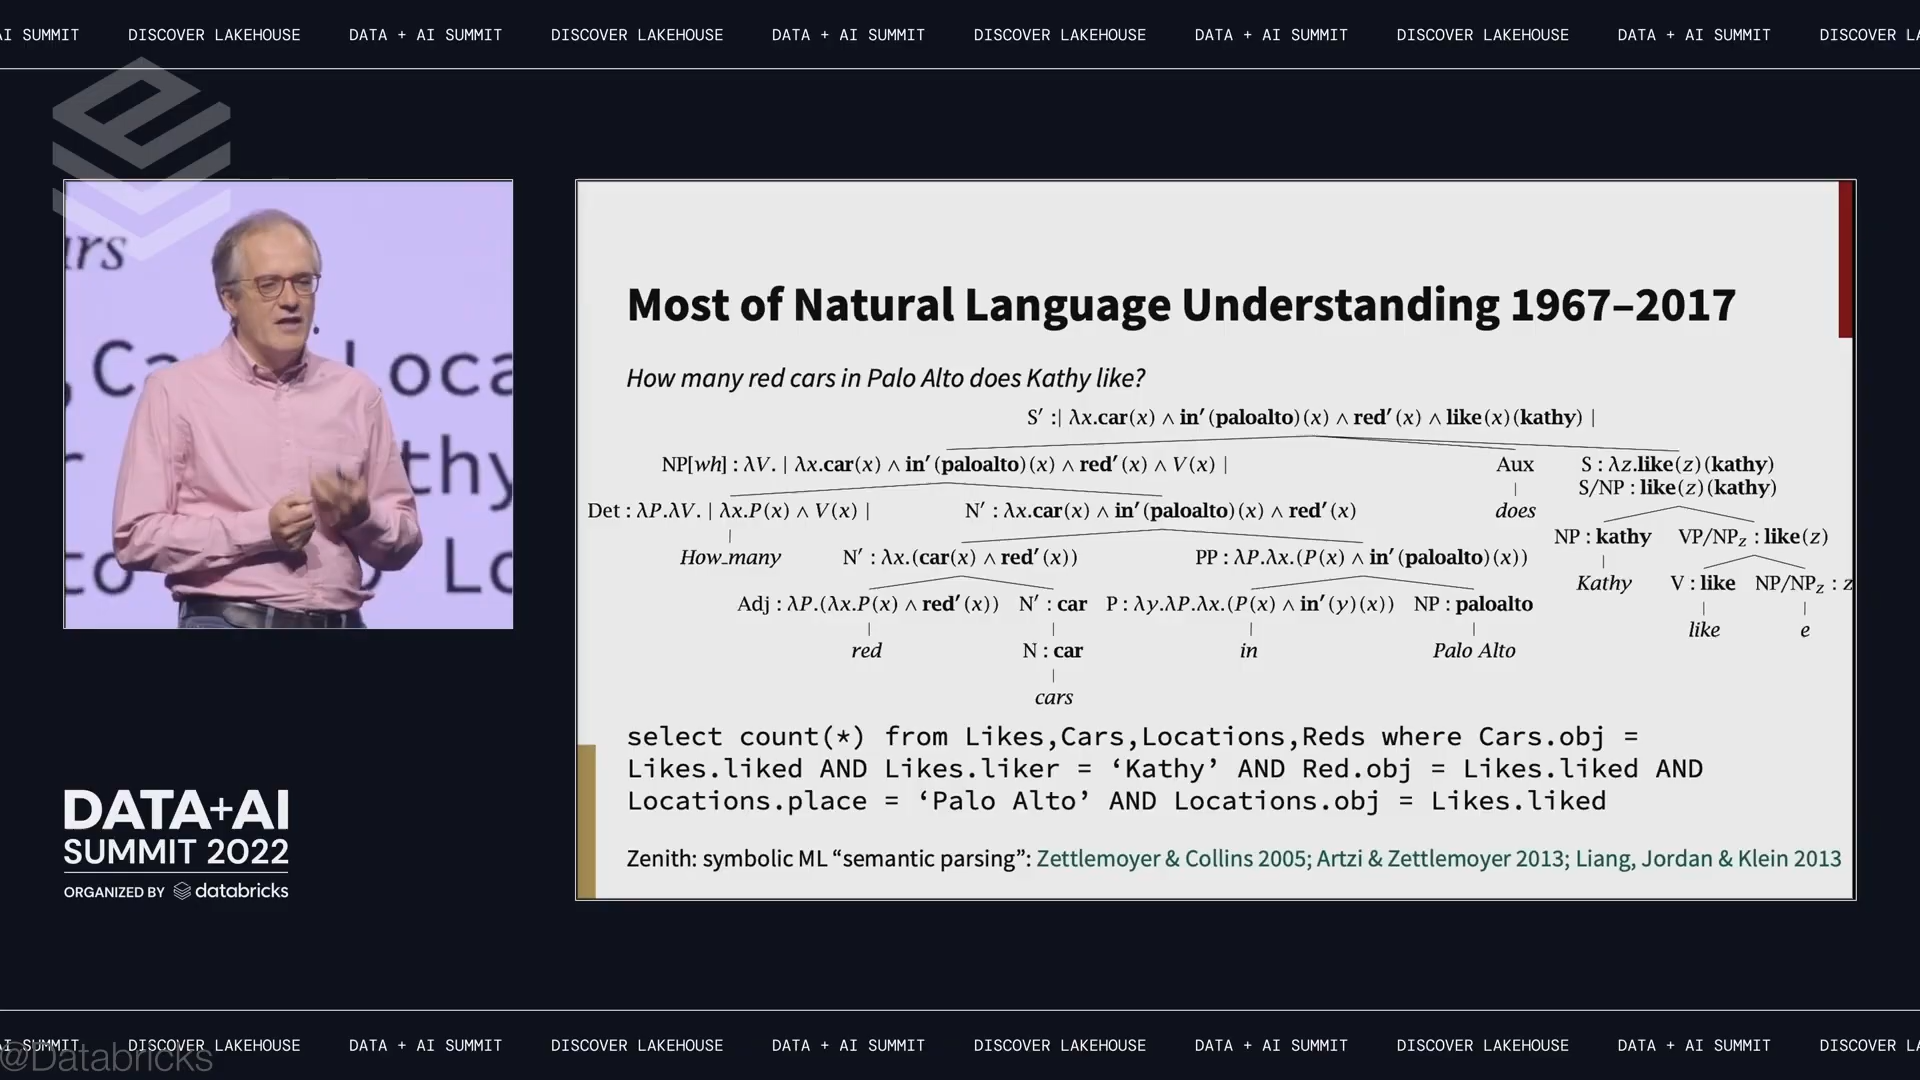 AI SUMMIT DISCOVER LAKEHOUSE DATA + AI SUMMIT DISCOVER LAKEHOUSE DATA + AI SUMMIT DISCOVER LAKEHOUSE DATA + AI SUMMIT DISCOVER LAKEHOUSE DATA + AI SUMMIT DISCOVER LA
Most of Natural Language Understanding 1967–2017
How many red cars in Palo Alto does Kathy like?
S′ :| λx.car(x) ∧ in′(paloalto)(x) ∧ red′(x) ∧ like(x)(kathy) |
NP[wh] : λV. | λx.car(x) ∧ in′(paloalto)(x) ∧ red′(x) ∧ V(x) | Aux S : λz.like(z)(kathy)
S/NP : like(z)(kathy)
Det : λP.λV. | λx.P(x) ∧ V(x) | N′ : λx.car(x) ∧ in′(paloalto)(x) ∧ red′(x) does
NP : kathy VP/NPz : like(z)
How_many N′ : λx.(car(x) ∧ red′(x)) PP : λP.λx.(P(x) ∧ in′(paloalto)(x))
Kathy V : like NP/NPz : z
Adj : λP.(λx.P(x) ∧ red′(x)) N′ : car P : λy.λP.λx.(P(x) ∧ in′(y)(x)) NP : paloalto
like e
red N : car in Palo Alto
cars
select count(*) from Likes,Cars,Locations,Reds where Cars.obj =
Likes.liked AND Likes.liker = ‘Kathy’ AND Red.obj = Likes.liked AND
Locations.place = ‘Palo Alto’ AND Locations.obj = Likes.liked
Zenith: symbolic ML “semantic parsing”: Zettlemoyer & Collins 2005; Artzi & Zettlemoyer 2013; Liang, Jordan & Klein 2013
DATA+AI
SUMMIT 2022
ORGANIZED BY databricks
AI SUMMIT DISCOVER LAKEHOUSE DATA + AI SUMMIT DISCOVER LAKEHOUSE DATA + AI SUMMIT DISCOVER LAKEHOUSE DATA + AI SUMMIT DISCOVER LAKEHOUSE DATA + AI SUMMIT DISCOVER LA
@Databricks